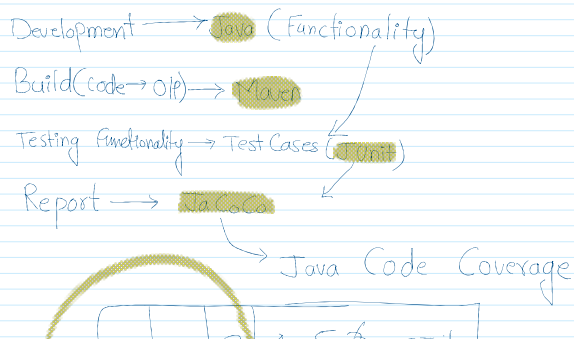 Development → Java (Functionality)
Build(code→O/P)→ Maven
Testing functionality → Test Cases (JUnit)
Report → JaCoCo
Java Code Coverage